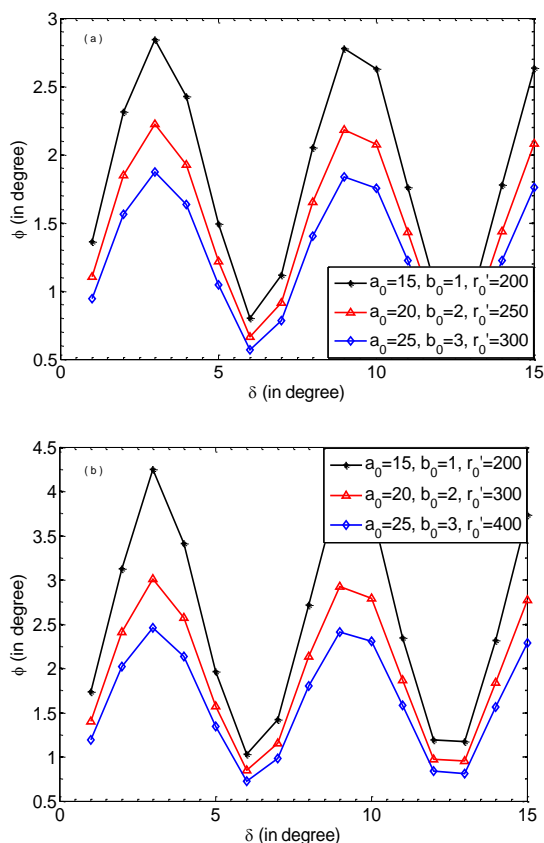 (a)
3
2.5
2
1.5
1
0.5
ϕ (in degree)
a₀=15, b₀=1, r₀'=200
a₀=20, b₀=2, r₀'=250
a₀=25, b₀=3, r₀'=300
0 5 10 15
δ (in degree)
(b)
4.5
4
3.5
3
2.5
2
1.5
1
0.5
ϕ (in degree)
a₀=15, b₀=1, r₀'=200
a₀=20, b₀=2, r₀'=300
a₀=25, b₀=3, r₀'=400
0 5 10 15
δ (in degree)